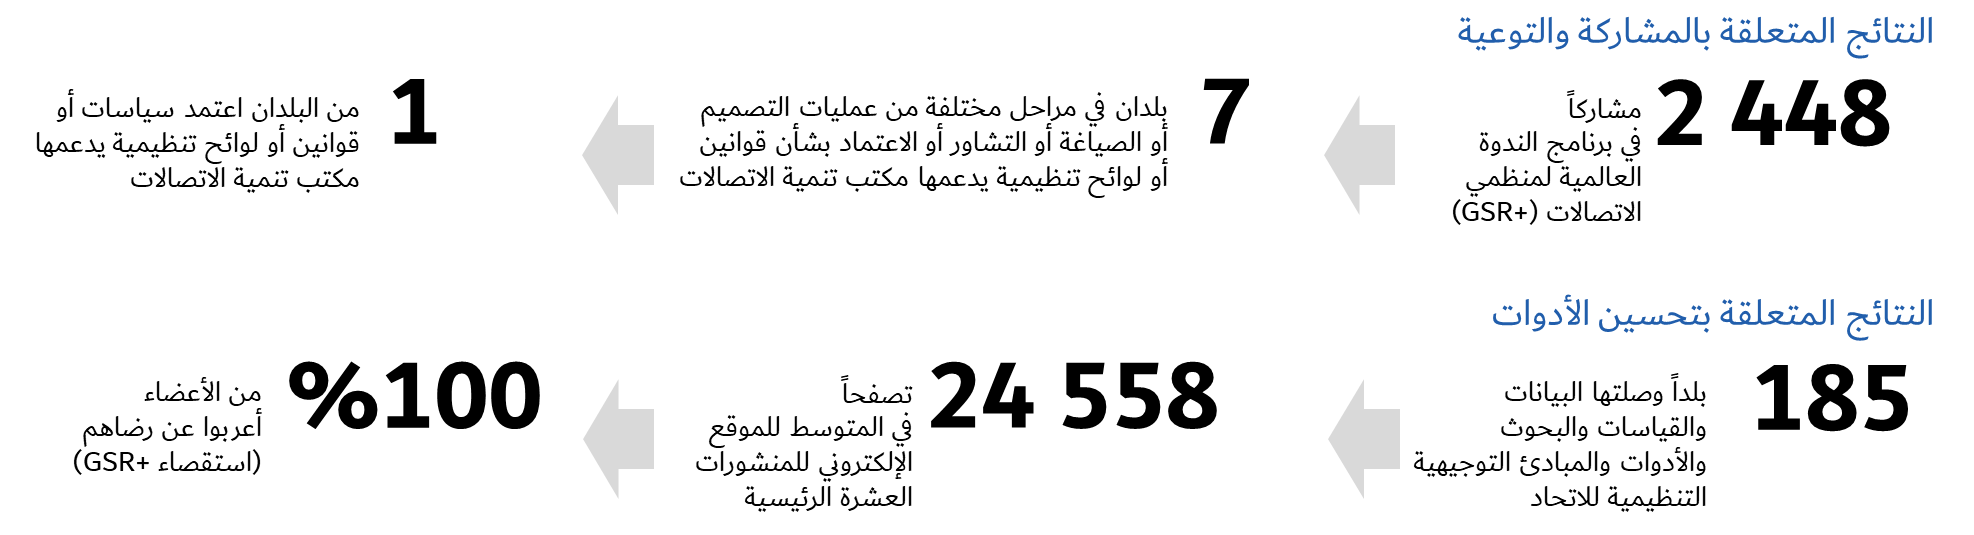 النتائج المتعلقة بالمشاركة والتوعية
2 448
مشاركاً
في برنامج الندوة
العالمية لمنظمي
الاتصالات (GSR+)
7
بلدان في مراحل مختلفة من عمليات التصميم
أو الصياغة أو التشاور أو الاعتماد بشأن قوانين
أو لوائح تنظيمية يدعمها مكتب تنمية الاتصالات
1
من البلدان اعتمد سياسات أو
قوانين أو لوائح تنظيمية يدعمها
مكتب تنمية الاتصالات
النتائج المتعلقة بتحسين الأدوات
185
بلداً وصلتها البيانات
والقياسات والبحوث
والأدوات والمبادئ التوجيهية
التنظيمية للاتحاد
24 558
تصفحاً
في المتوسط للموقع
الإلكتروني للمنشورات
العشرة الرئيسية
%100
من الأعضاء
أعربوا عن رضاهم
(استقصاء GSR+)